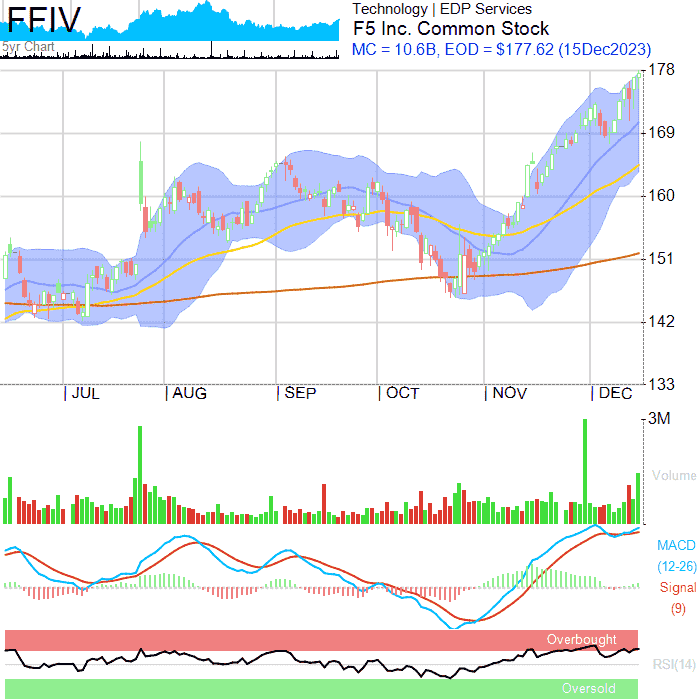 FFIV
5yr Chart
Technology | EDP Services
F5 Inc. Common Stock
MC = 10.6B, EOD = $177.62 (15Dec2023)
178
169
160
151
142
133
JUL
AUG
SEP
OCT
NOV
DEC
3M
Volume
MACD
(12-26)
Signal
(9)
Overbought
RSI(14)
Oversold